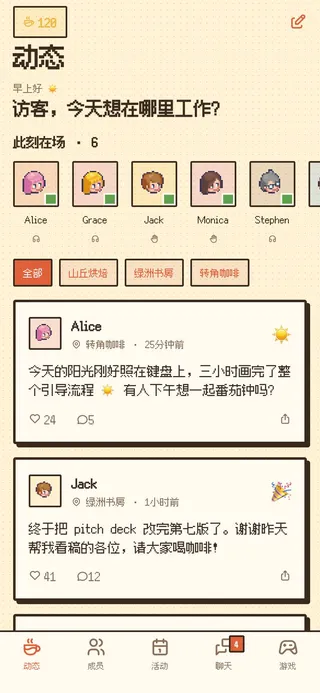 120
动态
早上好
访客，今天想在哪里工作？
此刻在场 · 6
Alice
Grace
Jack
Monica
Stephen
全部
山丘烘焙
绿洲书房
转角咖啡
Alice
转角咖啡 · 25分钟前
今天的阳光刚好照在键盘上，三小时画完了整
个引导流程 ☀️ 有人下午想一起番茄钟吗？
24
5
Jack
绿洲书房 · 1小时前
终于把 pitch deck 改完第七版了。谢谢昨天
帮我看稿的各位，请大家喝咖啡！
41
12
动态
成员
活动
4
聊天
游戏